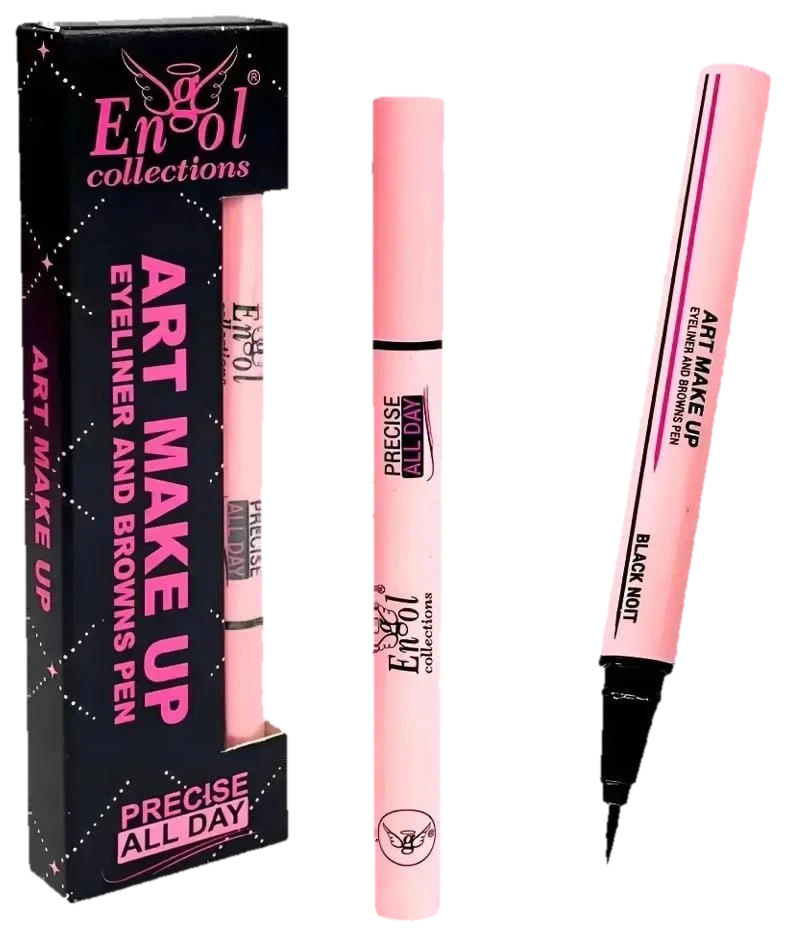 Engol®
collections
ART MAKE UP
EYELINER AND BROWNS PEN
PRECISE
ALL DAY
ART MAKE UP
Engol
collections
PRECISE
ALL DAY
PRECISE
ALL DAY
Engol®
collections
g®
ART MAKE UP
EYELINER AND BROWNS PEN
BLACK NOIT